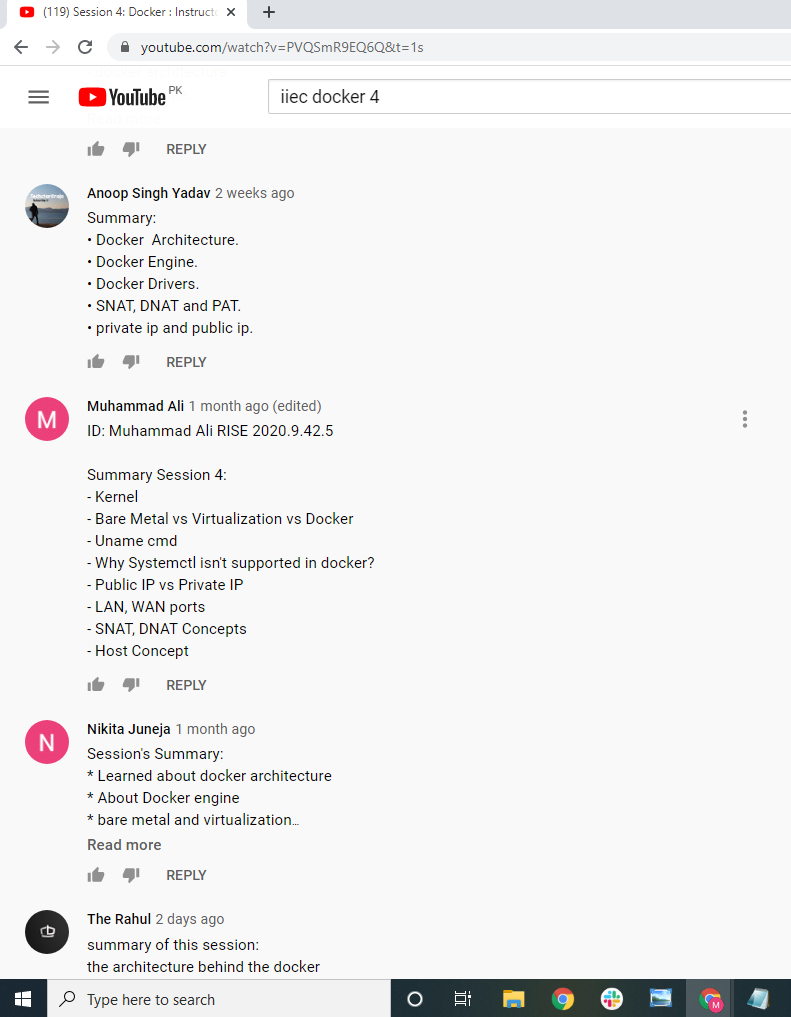 (119) Session 4: Docker : Instructo
youtube.com/watch?v=PVQSmR9EQ6Q&t=1s
YouTube PK
iiec docker 4
REPLY
Anoop Singh Yadav 2 weeks ago
Summary:
• Docker  Architecture.
• Docker Engine.
• Docker Drivers.
• SNAT, DNAT and PAT.
• private ip and public ip.
REPLY
M
Muhammad Ali 1 month ago (edited)
ID: Muhammad Ali RISE 2020.9.42.5
Summary Session 4:
- Kernel
- Bare Metal vs Virtualization vs Docker
- Uname cmd
- Why Systemctl isn't supported in docker?
- Public IP vs Private IP
- LAN, WAN ports
- SNAT, DNAT Concepts
- Host Concept
REPLY
N
Nikita Juneja 1 month ago
Session's Summary:
* Learned about docker architecture
* About Docker engine
* bare metal and virtualization…
Read more
REPLY
The Rahul 2 days ago
summary of this session:
the architecture behind the docker
Type here to search
M